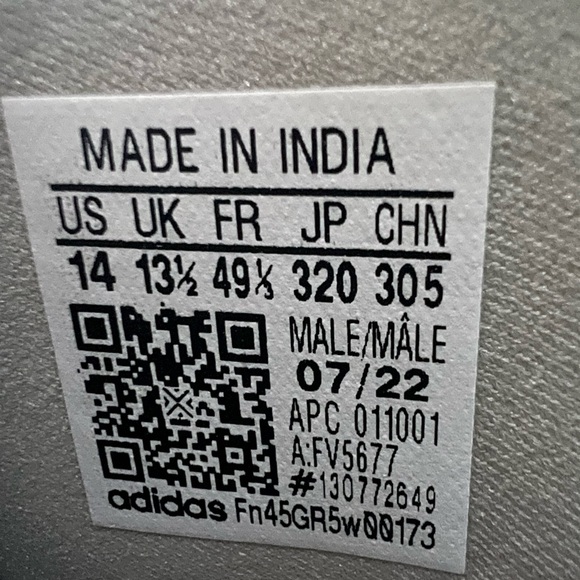 MADE IN INDIA
US UK FR JP CHN
14 13½ 49⅓ 320 305
MALE/MÂLE
07/22
APC 011001
A:FV5677
#130772649
adidas Fn45GR5w00173